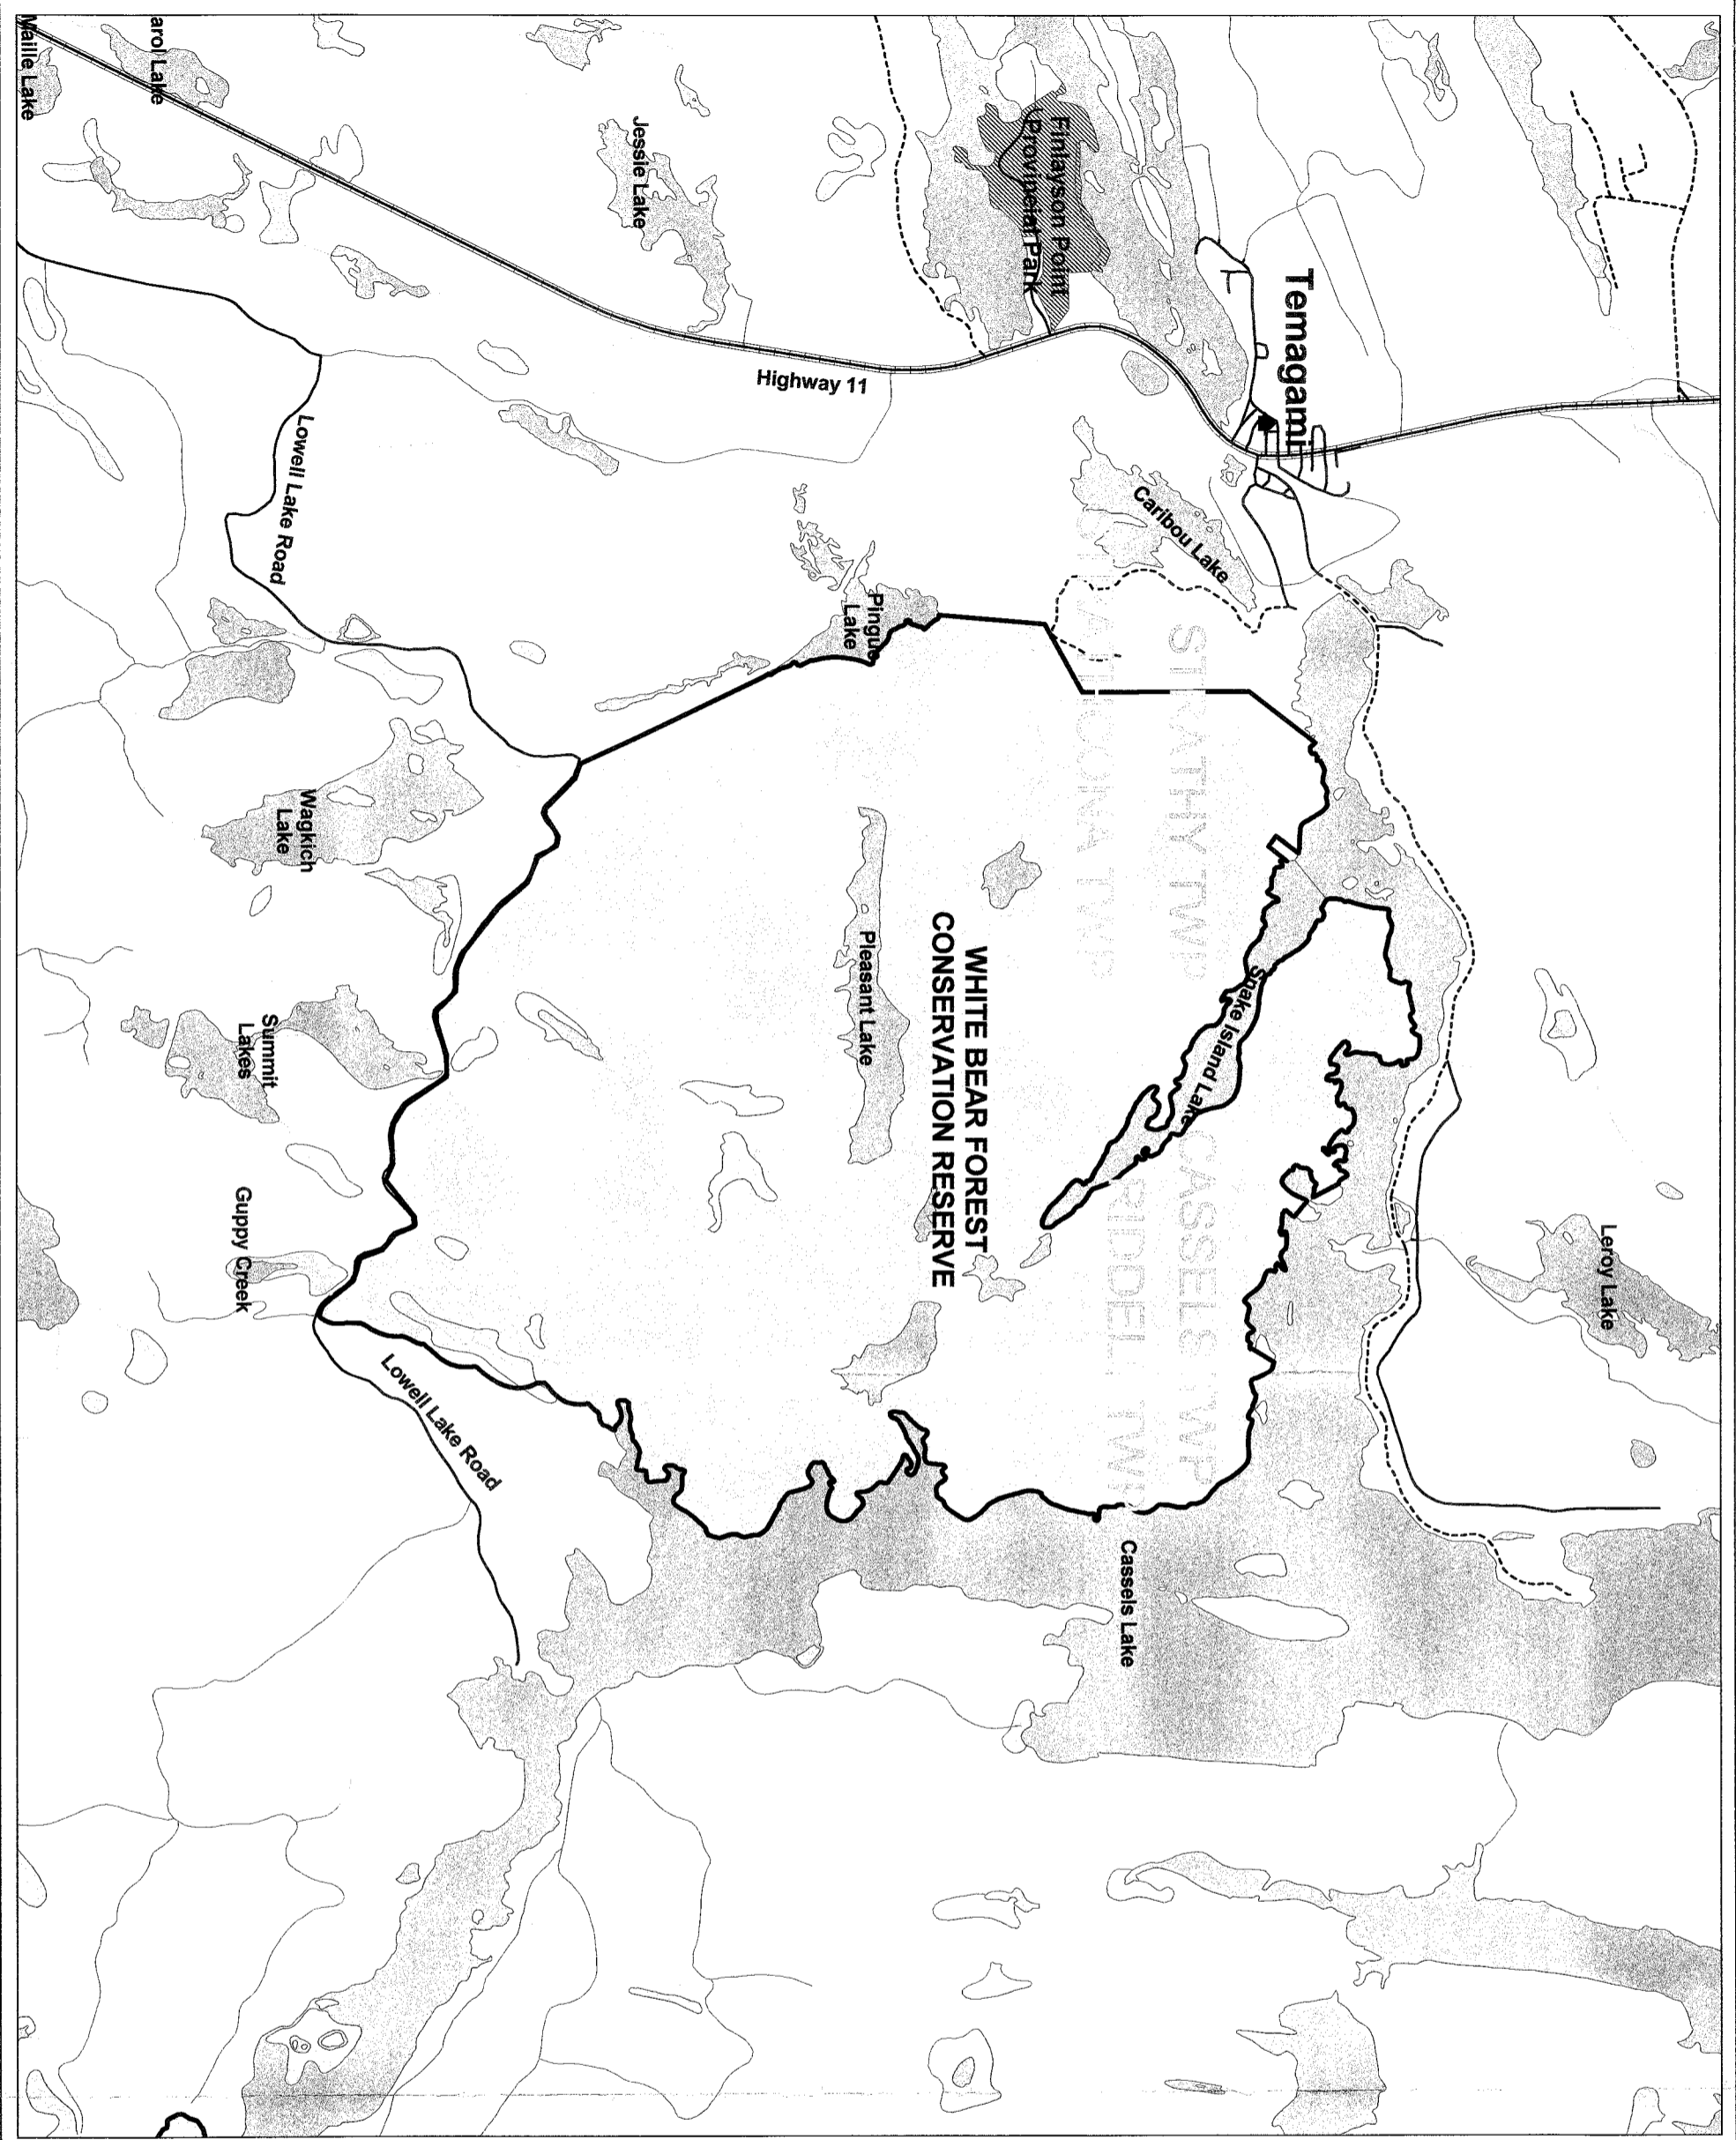 Temagami
Finlayson Point
Provincial Park
Leroy Lake
Caribou Lake
STRATHY TWP
CASSELS TWP
Snake Island Lake
Cassels Lake
WHITE BEAR FOREST
CONSERVATION RESERVE
Highway 11
Pingue
Lake
Pleasant Lake
Jessie Lake
Lowell Lake Road
Wagkich
Lake
Summit
Lakes
Guppy Creek
Lowell Lake Road
arol Lake
Maille Lake